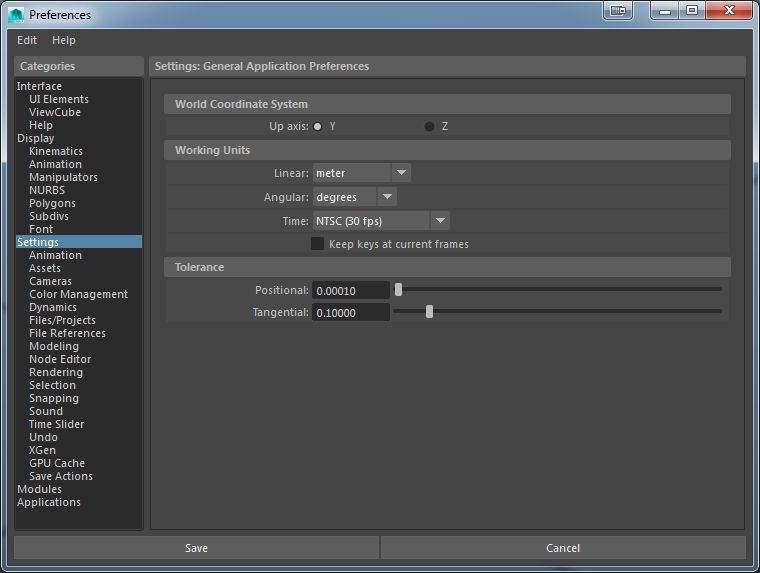 Preferences
Edit Help
Categories
Interface
UI Elements
ViewCube
Help
Display
Kinematics
Animation
Manipulators
NURBS
Polygons
Subdivs
Font
Settings
Animation
Assets
Cameras
Color Management
Dynamics
Files/Projects
File References
Modeling
Node Editor
Rendering
Selection
Snapping
Sound
Time Slider
Undo
XGen
GPU Cache
Save Actions
Modules
Applications
Settings: General Application Preferences
World Coordinate System
Up axis: Y Z
Working Units
Linear: meter
Angular: degrees
Time: NTSC (30 fps)
Keep keys at current frames
Tolerance
Positional: 0.00010
Tangential: 0.10000
Save Cancel